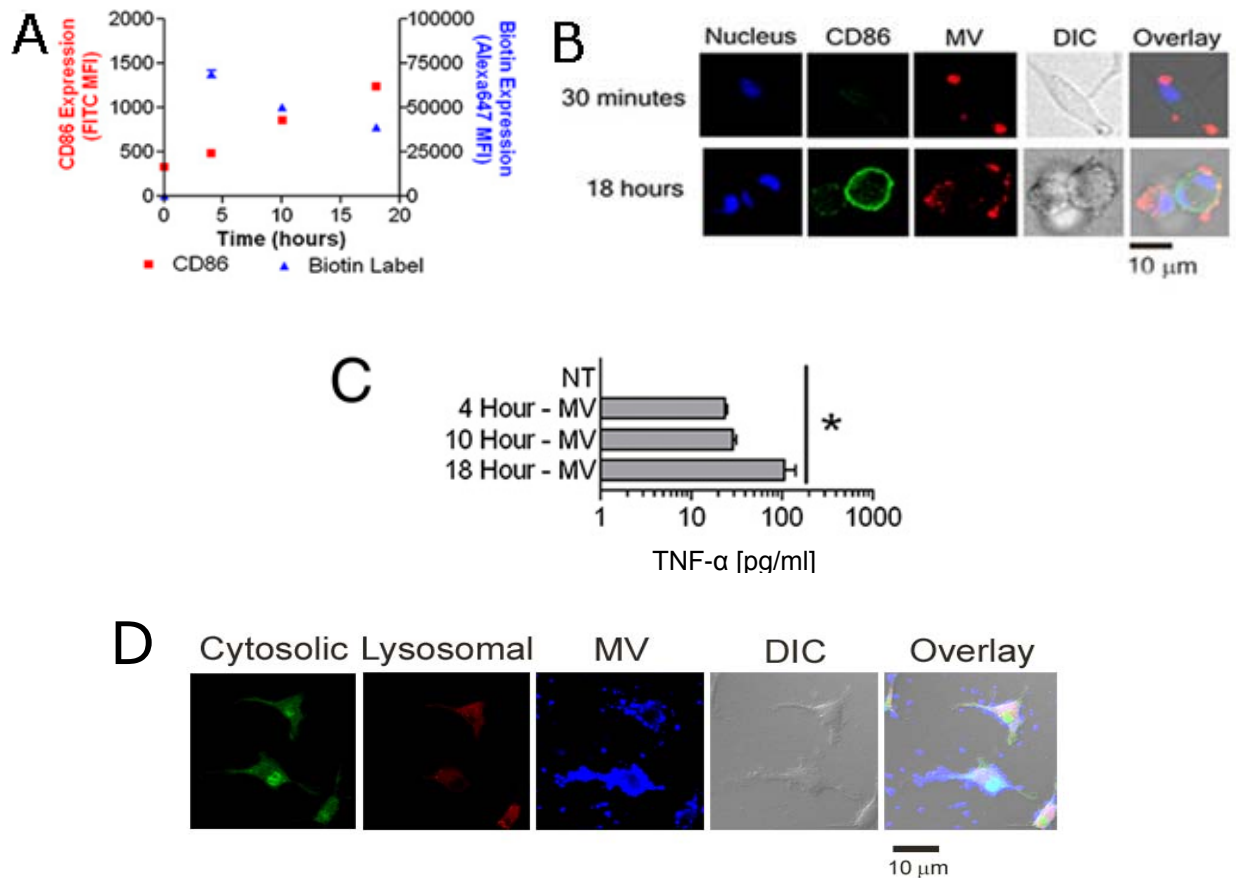 A
CD86 Expression
(FITC MFI)
2000
1500
1000
500
0
100000
75000
50000
25000
0
Biotin Expression
(Alexa647 MFI)
0 5 10 15 20
Time (hours)
CD86 Biotin Label
B
Nucleus CD86 MV DIC Overlay
30 minutes
18 hours
10 μm
C
NT
4 Hour - MV
10 Hour - MV
18 Hour - MV
*
1 10 100 1000
TNF-α [pg/ml]
D
Cytosolic Lysosomal MV DIC Overlay
10 μm